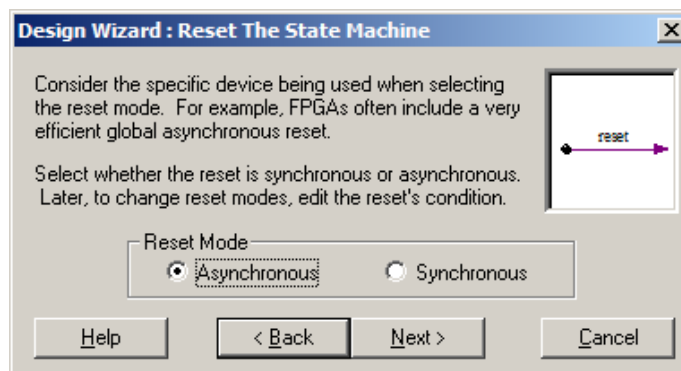 Design Wizard : Reset The State Machine
Consider the specific device being used when selecting
the reset mode.  For example, FPGAs often include a very
efficient global asynchronous reset.
reset
Select whether the reset is synchronous or asynchronous.
Later, to change reset modes, edit the reset's condition.
Reset Mode
Asynchronous Synchronous
Help < Back Next > Cancel